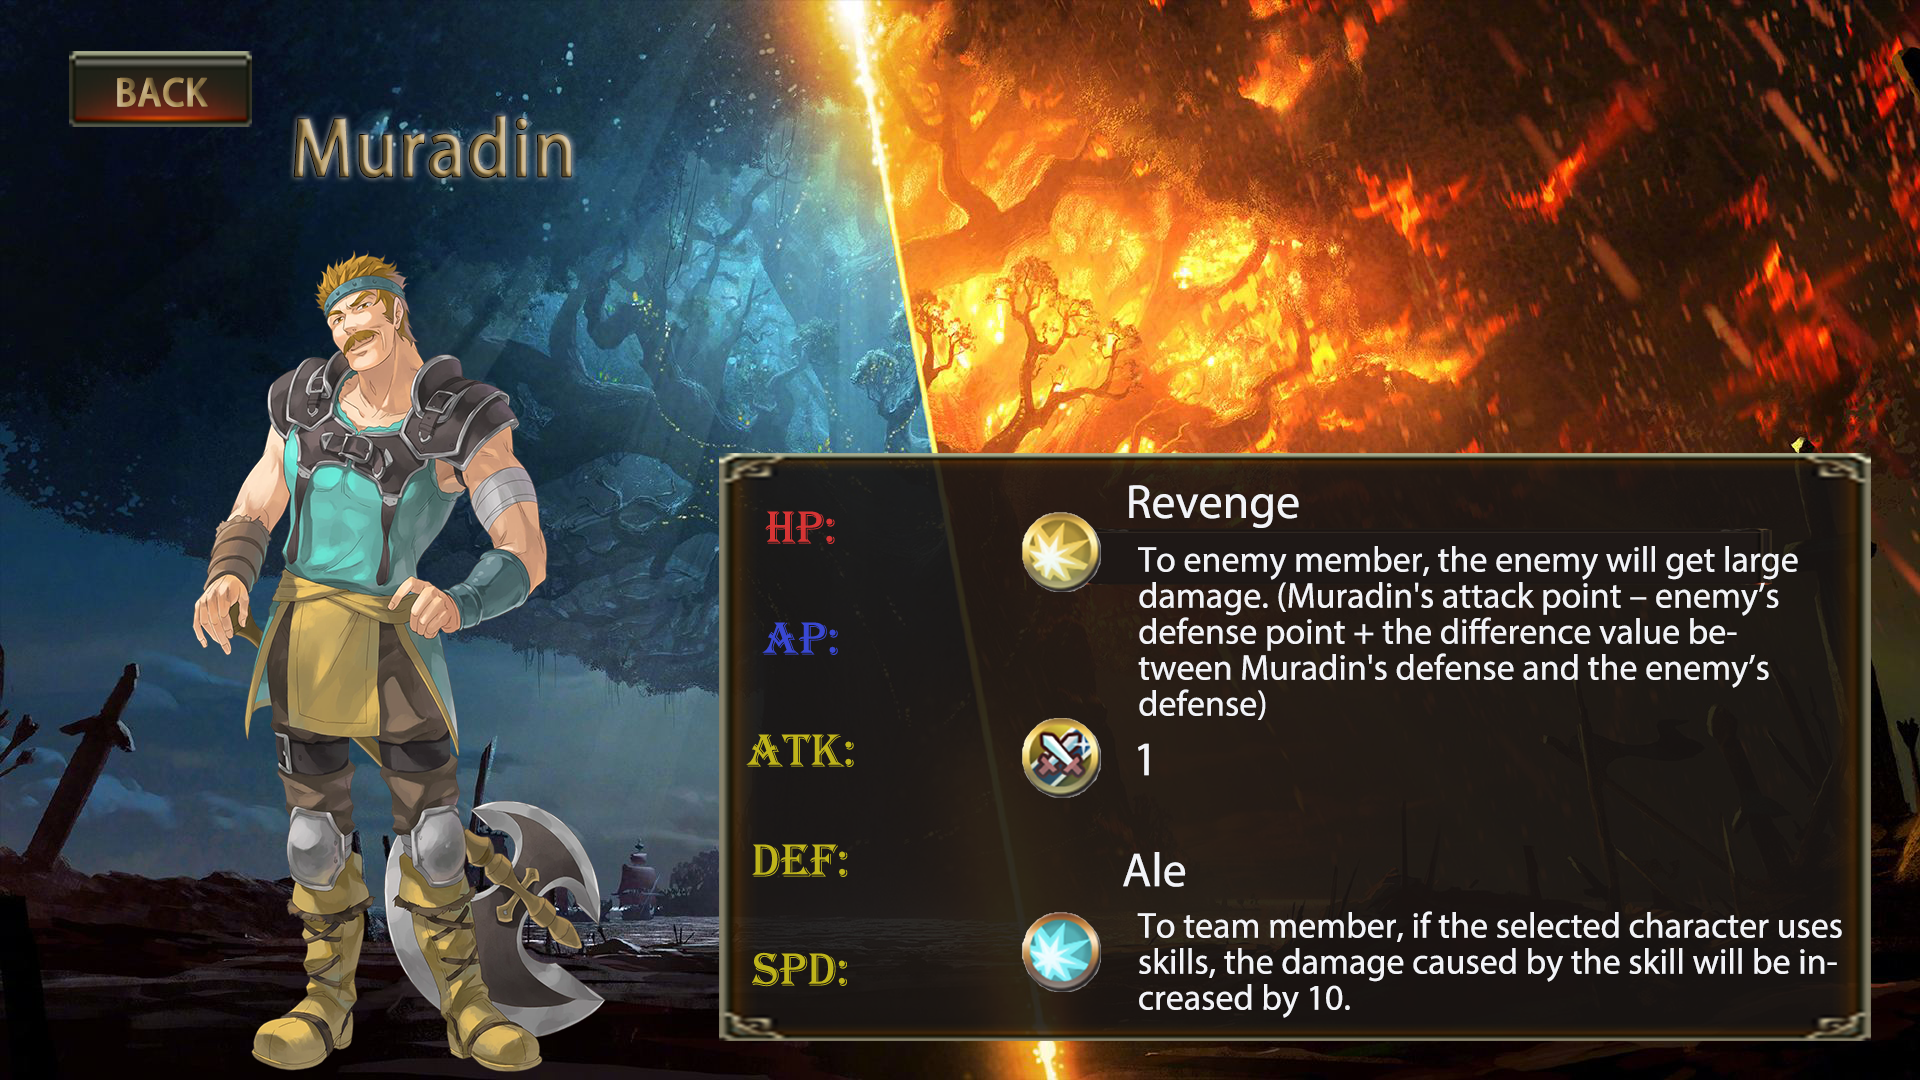 BACK
Muradin
HP:
AP:
ATK:
DEF:
SPD:
Revenge
To enemy member, the enemy will get large
damage. (Muradin's attack point – enemy’s
defense point + the difference value be-
tween Muradin's defense and the enemy’s
defense)
1
Ale
To team member, if the selected character uses
skills, the damage caused by the skill will be in-
creased by 10.